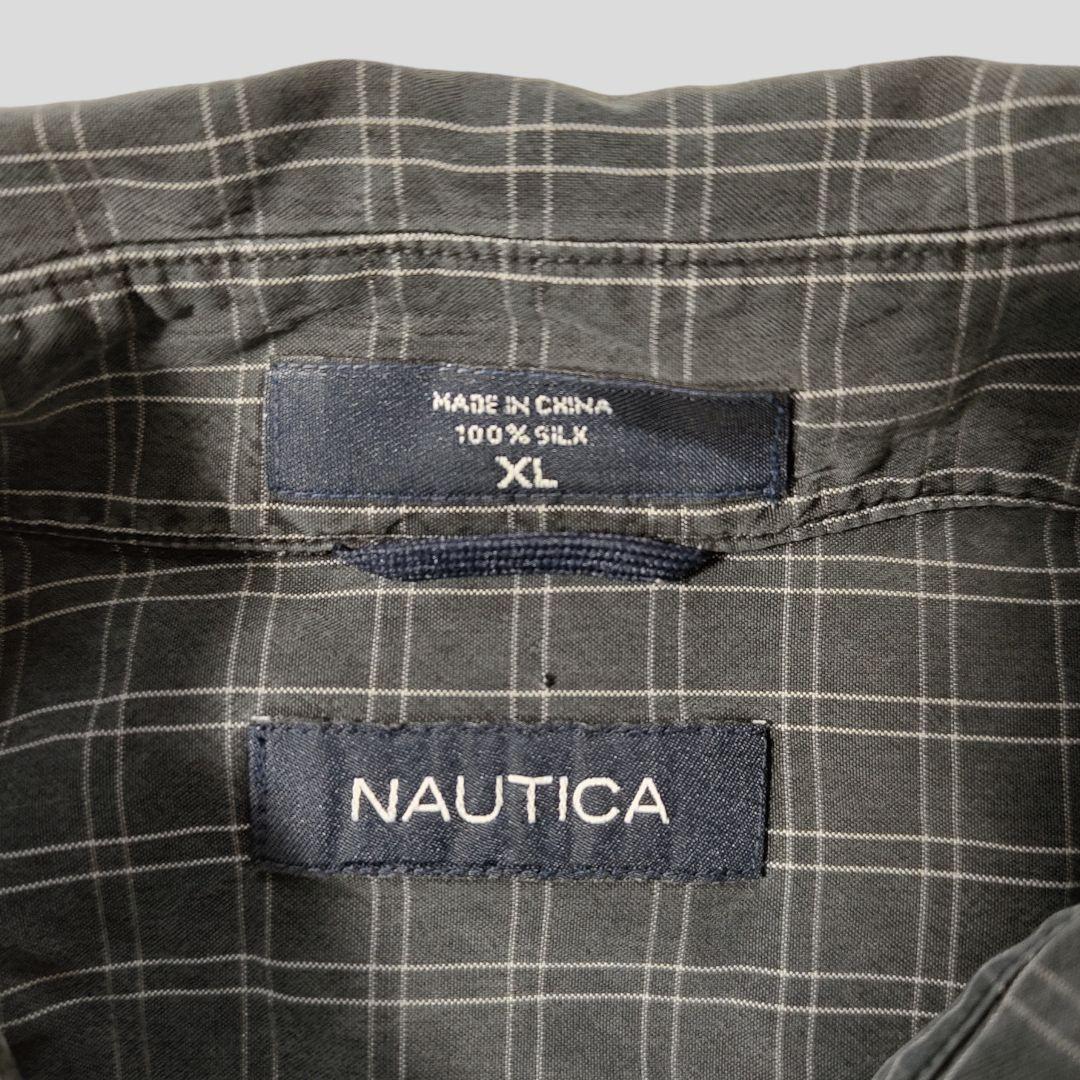 MADE IN CHINA
100% SILK
XL
NAUTICA